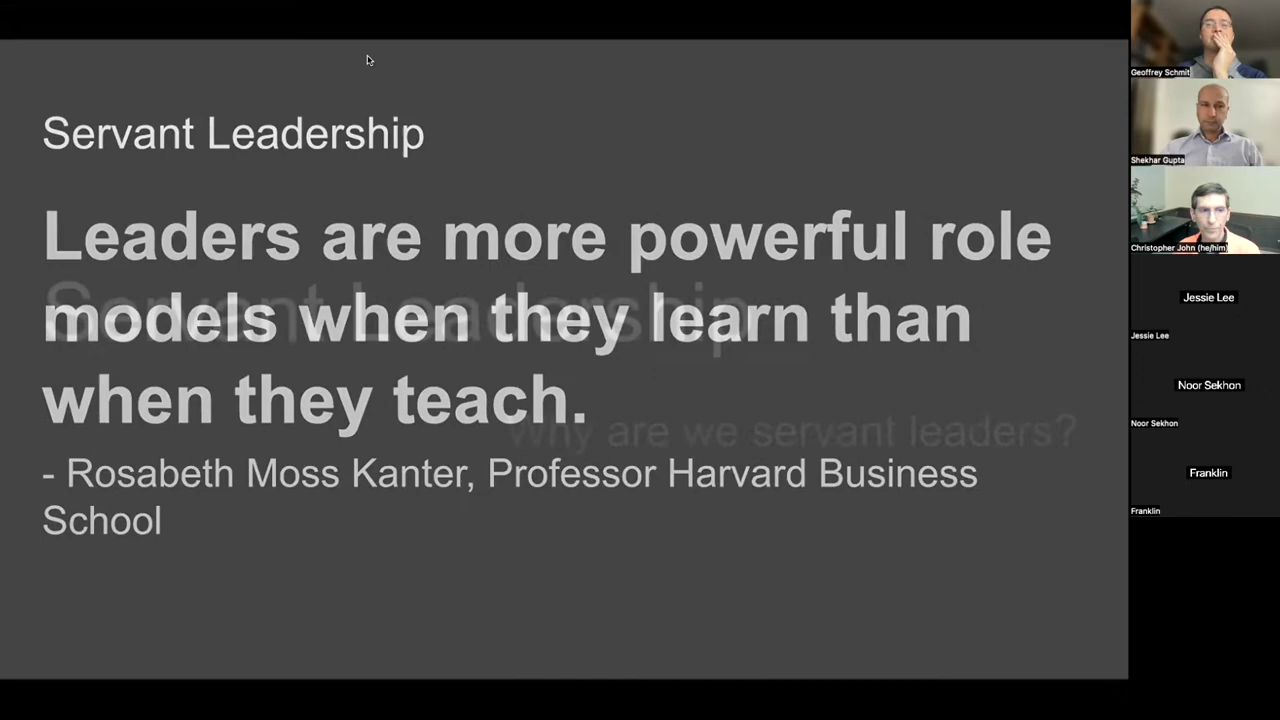 Servant Leadership
Leaders are more powerful role
models when they learn than
when they teach.
- Rosabeth Moss Kanter, Professor Harvard Business
School
Servant Leadership
Why are we servant leaders?
Geoffrey Schmit
Shekhar Gupta
Christopher John (he/him)
Jessie Lee
Jessie Lee
Noor Sekhon
Noor Sekhon
Franklin
Franklin